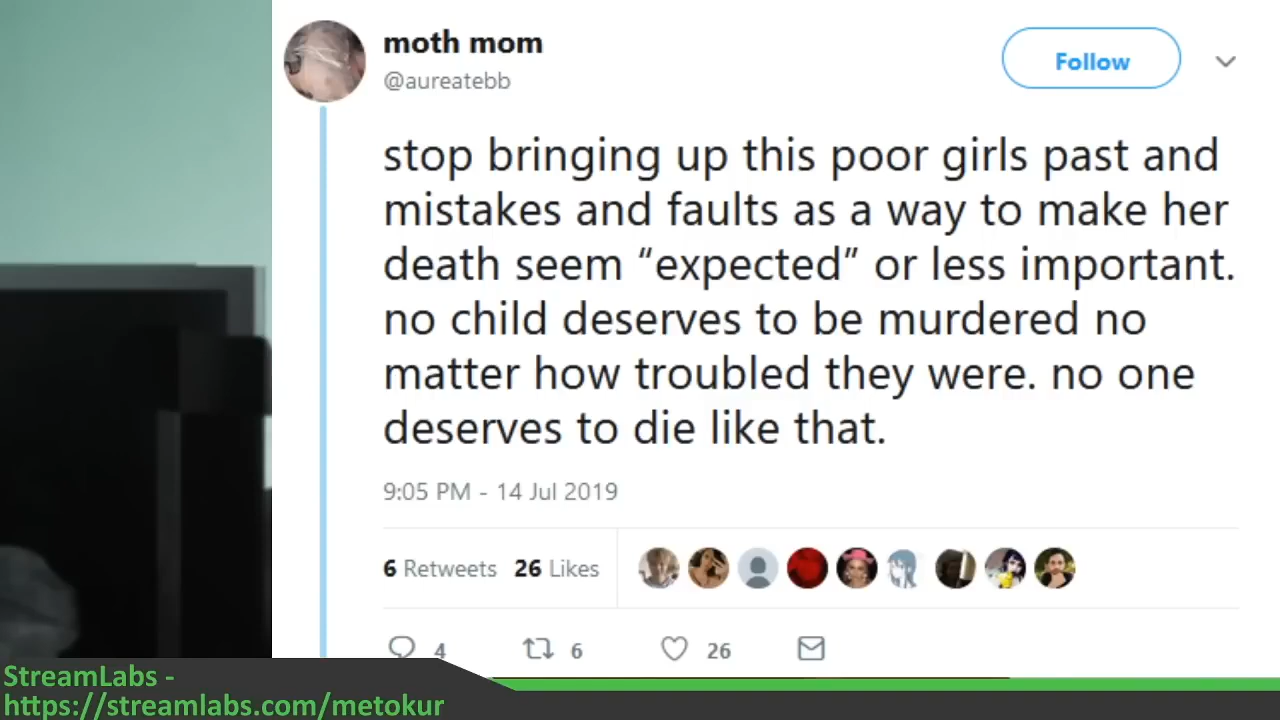 moth mom
@aureatebb
Follow
stop bringing up this poor girls past and
mistakes and faults as a way to make her
death seem “expected” or less important.
no child deserves to be murdered no
matter how troubled they were. no one
deserves to die like that.
9:05 PM - 14 Jul 2019
6 Retweets 26 Likes
4 6 26
StreamLabs -
https://streamlabs.com/metokur